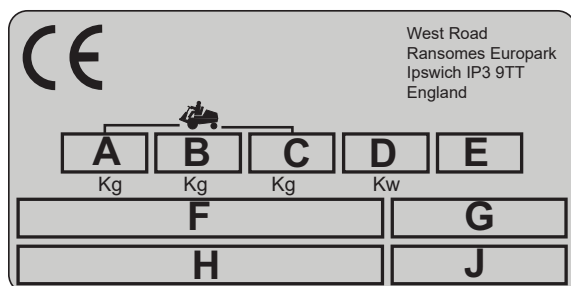 CE
West Road
Ransomes Europark
Ipswich IP3 9TT
England
A B C D E
Kg Kg Kg Kw
F G
H J